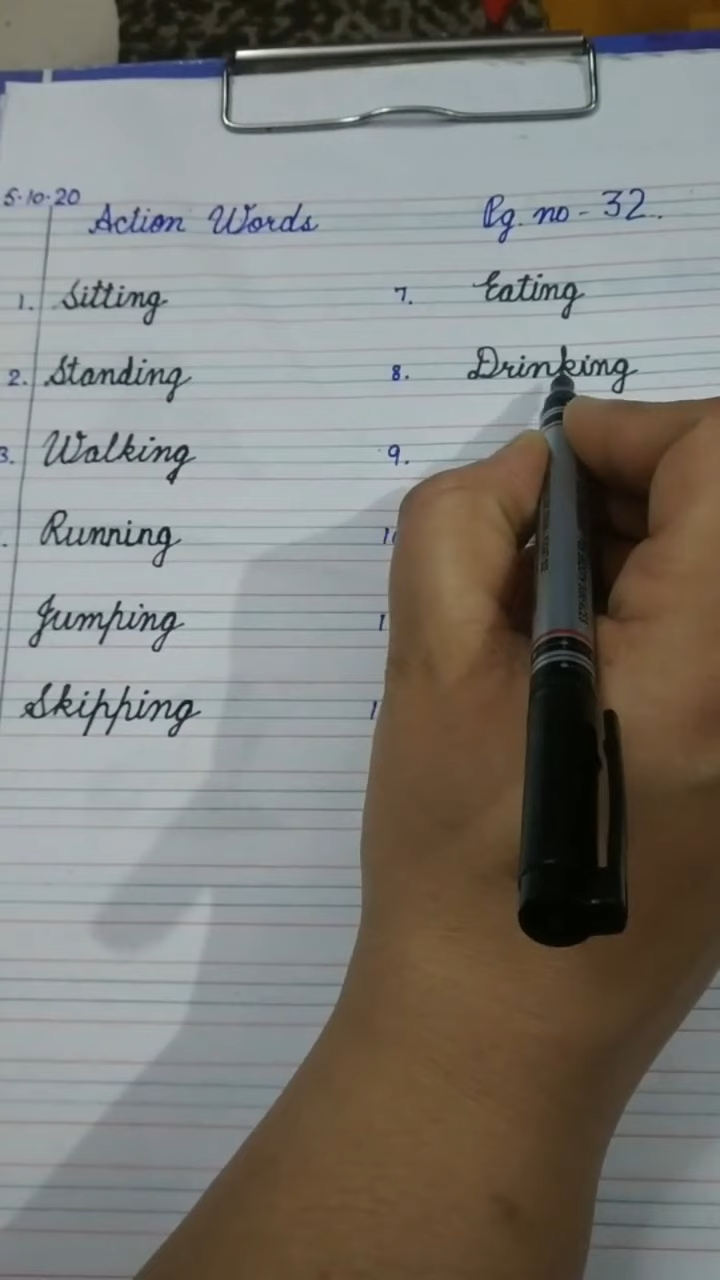 5.10.20
Action Words Pg. no - 32.
1. Sitting
2. Standing
3. Walking
Running
Jumping
Skipping
7. Eating
8. Drinking
9.